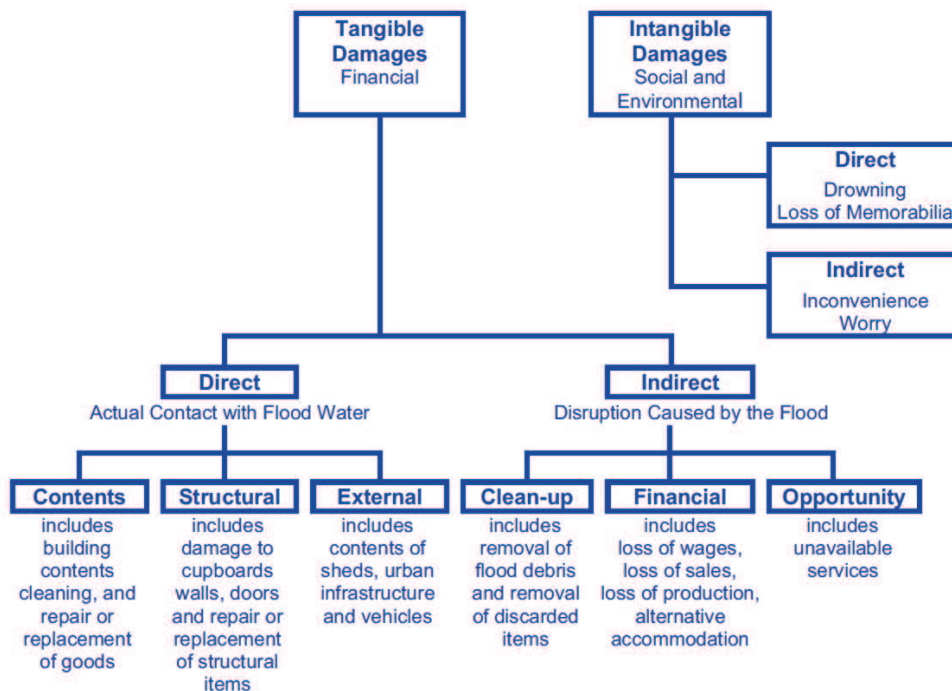 Tangible
Damages
Financial
Intangible
Damages
Social and
Environmental
Direct
Drowning
Loss of Memorabilia
Indirect
Inconvenience
Worry
Direct
Actual Contact with Flood Water
Indirect
Disruption Caused by the Flood
Contents
includes
building
contents
cleaning, and
repair or
replacement
of goods
Structural
includes
damage to
cupboards
walls, doors
and repair or
replacement
of structural
items
External
includes
contents of
sheds, urban
infrastructure
and vehicles
Clean-up
includes
removal of
flood debris
and removal
of discarded
items
Financial
includes
loss of wages,
loss of sales,
loss of production,
alternative
accommodation
Opportunity
includes
unavailable
services